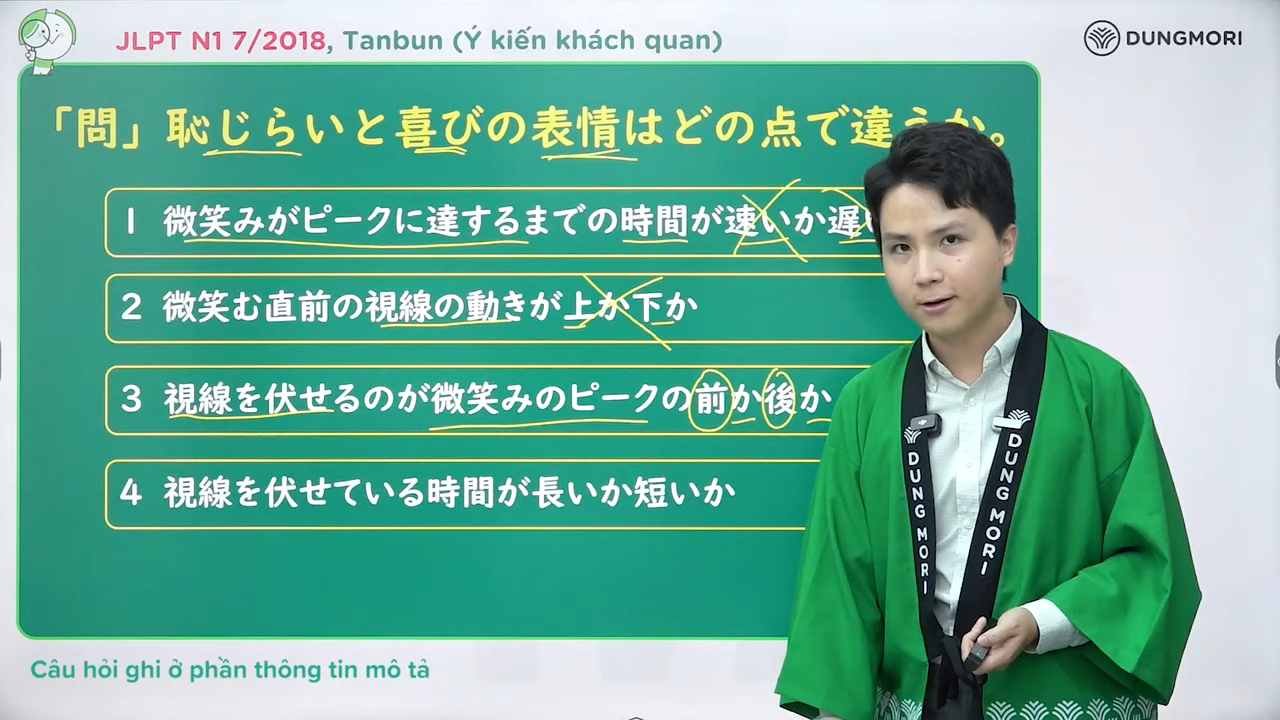 JLPT N1 7/2018, Tanbun (Ý kiến khách quan)
DUNGMORI
「問」恥じらいと喜びの表情はどの点で違うか。
1 微笑みがピークに達するまでの時間が速いか遅い
2 微笑む直前の視線の動きが上か下か
3 視線を伏せるのが微笑みのピークの前か後か
4 視線を伏せている時間が長いか短いか
DUNG MORI
DUNG MORI
Câu hỏi ghi ở phần thông tin mô tả